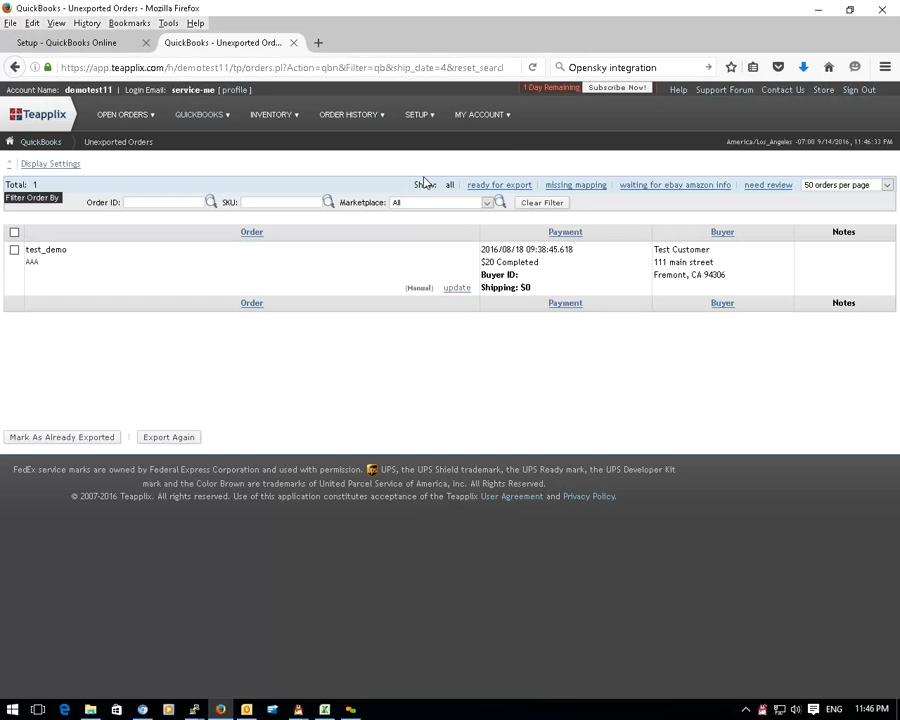 QuickBooks - Unexported Orders - Mozilla Firefox
File Edit View History Bookmarks Tools Help
Setup - QuickBooks Online QuickBooks - Unexported Ord...
https://app.teapplix.com/h/demotest11/tp/orders.pl?Action=qbn&Filter=qb&ship_date=4&reset_searcl Opensky integration
Account Name: demotest11 | Login Email: service-me [ profile ] 1 Day Remaining Subscribe Now! Help Support Forum Contact Us Store Sign Out
Teapplix OPEN ORDERS QUICKBOOKS INVENTORY ORDER HISTORY SETUP MY ACCOUNT
QuickBooks Unexported Orders America/Los_Angeles -07:00 9/14/2016, 11:46:33 PM
Display Settings
Total: 1 Show: all ready for export missing mapping waiting for ebay amazon info need review 50 orders per page
Filter Order By Order ID: SKU: Marketplace: All Clear Filter
Order Payment Buyer Notes
test_demo 2016/08/18 09:38:45.618 Test Customer
AAA $20 Completed 111 main street
Buyer ID: Fremont, CA 94306
(Manual) update Shipping: $0
Order Payment Buyer Notes
Mark As Already Exported Export Again
FedEx service marks are owned by Federal Express Corporation and used with permission. UPS, the UPS Shield trademark, the UPS Ready mark, the UPS Developer Kit
mark and the Color Brown are trademarks of United Parcel Service of America, Inc. All Rights Reserved.
© 2007-2016 Teapplix. All rights reserved. Use of this application constitutes acceptance of the Teapplix User Agreement and Privacy Policy.
ENG 11:46 PM